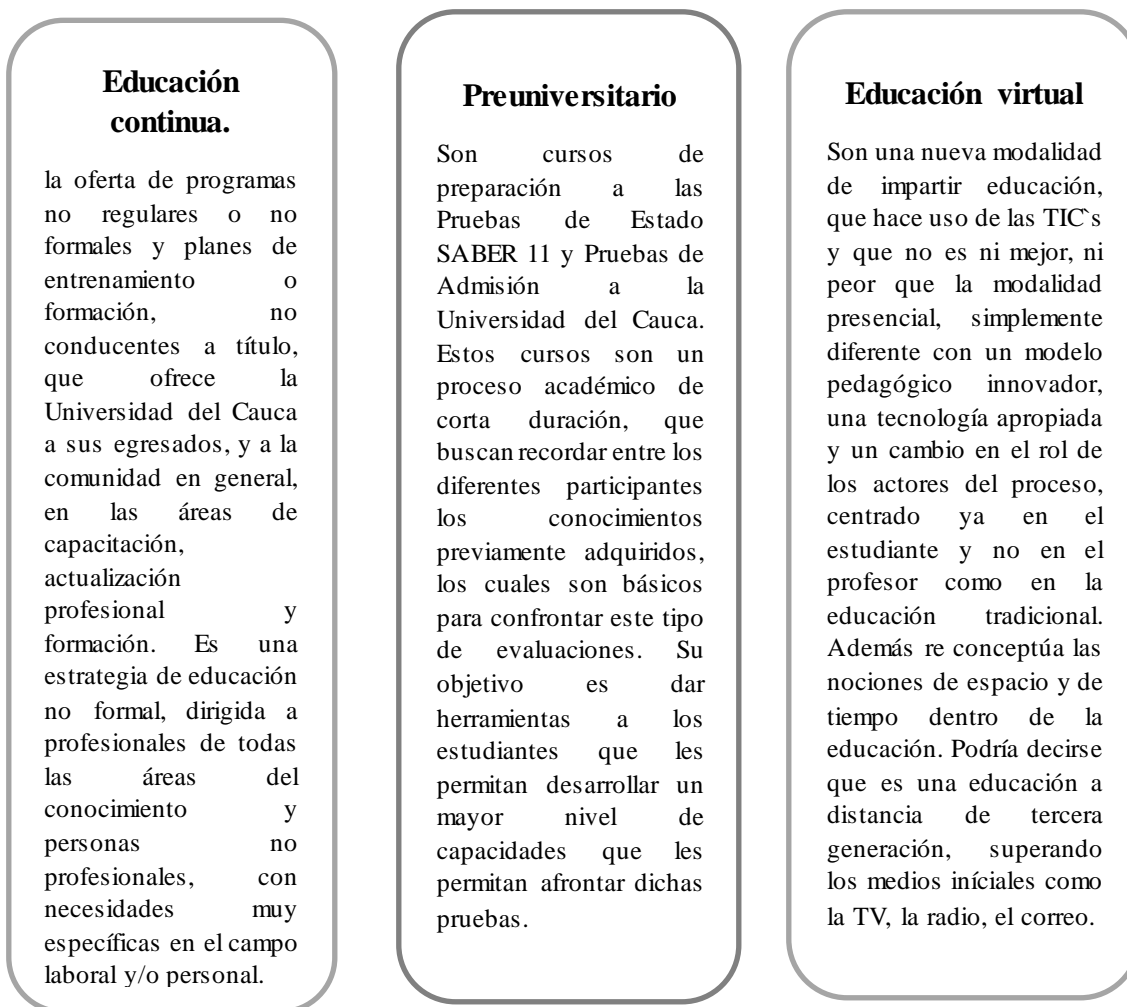 Educación
continua.
la oferta de programas
no regulares o no
formales y planes de
entrenamiento o
formación, no
conducentes a título,
que ofrece la
Universidad del Cauca
a sus egresados, y a la
comunidad en general,
en las áreas de
capacitación,
actualización
profesional y
formación. Es una
estrategia de educación
no formal, dirigida a
profesionales de todas
las áreas del
conocimiento y
personas no
profesionales, con
necesidades muy
específicas en el campo
laboral y/o personal.
Preuniversitario
Son cursos de
preparación a las
Pruebas de Estado
SABER 11 y Pruebas de
Admisión a la
Universidad del Cauca.
Estos cursos son un
proceso académico de
corta duración, que
buscan recordar entre los
diferentes participantes
los conocimientos
previamente adquiridos,
los cuales son básicos
para confrontar este tipo
de evaluaciones. Su
objetivo es dar
herramientas a los
estudiantes que les
permitan desarrollar un
mayor nivel de
capacidades que les
permitan afrontar dichas
pruebas.
Educación virtual
Son una nueva modalidad
de impartir educación,
que hace uso de las TIC`s
y que no es ni mejor, ni
peor que la modalidad
presencial, simplemente
diferente con un modelo
pedagógico innovador,
una tecnología apropiada
y un cambio en el rol de
los actores del proceso,
centrado ya en el
estudiante y no en el
profesor como en la
educación tradicional.
Además re conceptúa las
nociones de espacio y de
tiempo dentro de la
educación. Podría decirse
que es una educación a
distancia de tercera
generación, superando
los medios iníciales como
la TV, la radio, el correo.